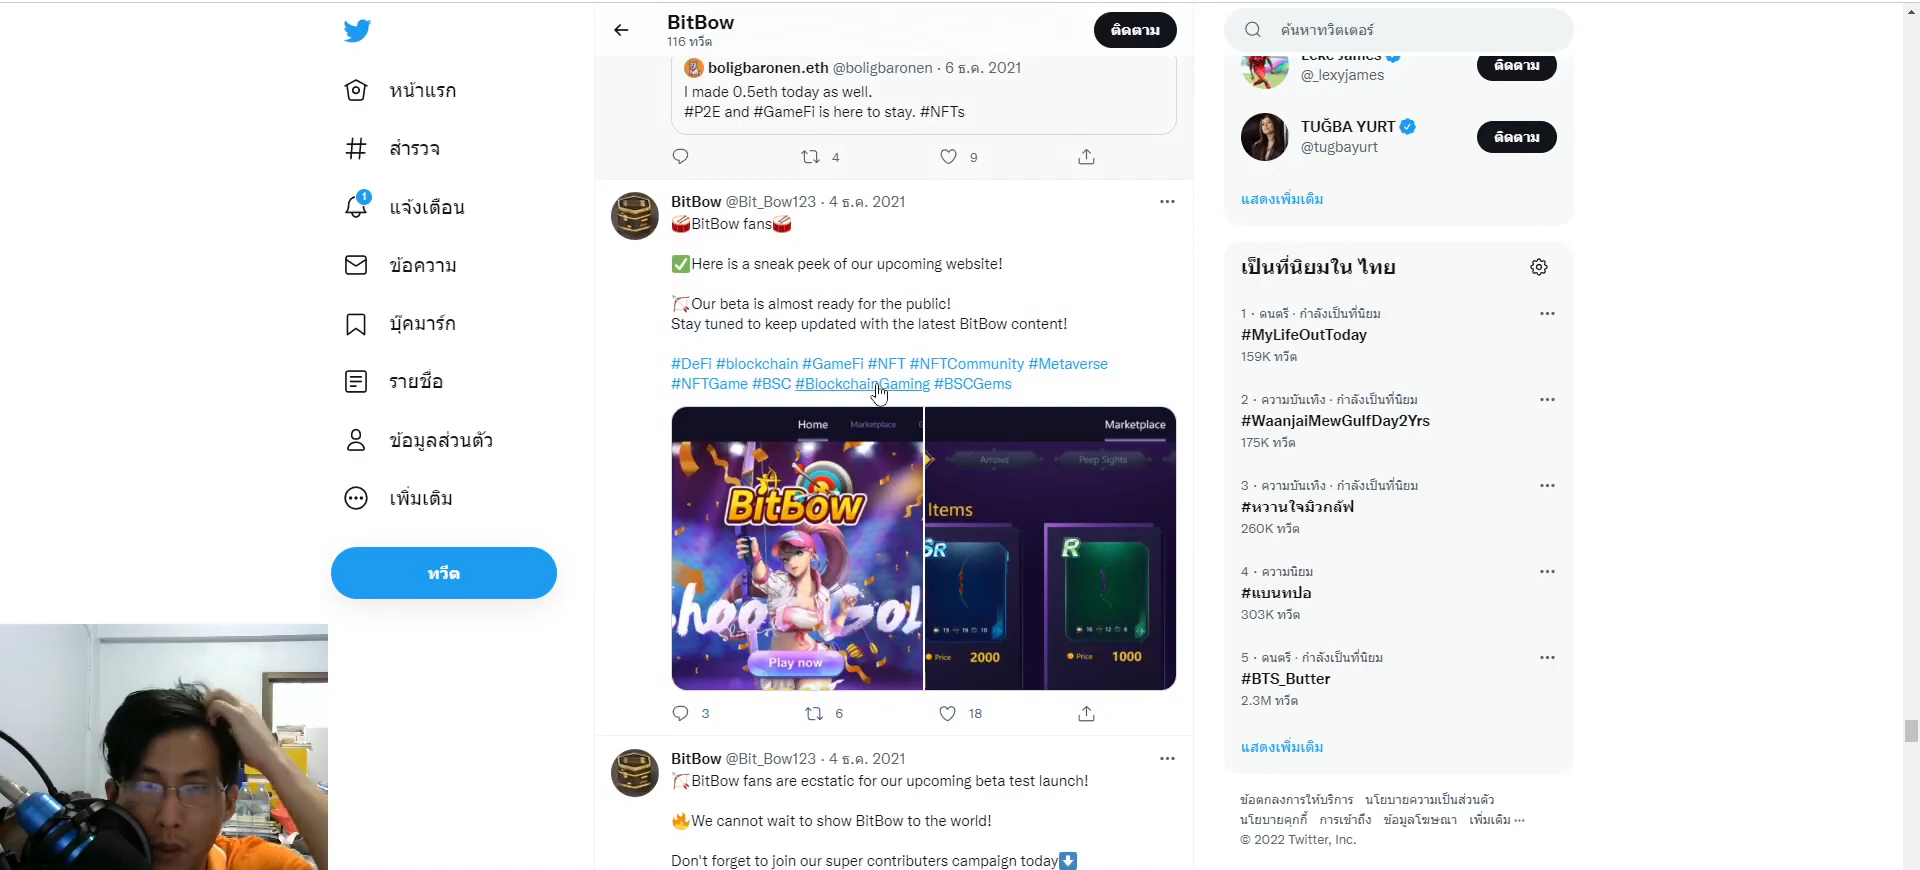 หน้าแรก
สำรวจ
1
แจ้งเตือน
ข้อความ
บุ๊คมาร์ก
รายชื่อ
ข้อมูลส่วนตัว
เพิ่มเติม
ทวีต
BitBow
116 ทวีต
ติดตาม
boligbaronen.eth @boligbaronen · 6 ธ.ค. 2021
I made 0.5eth today as well.
#P2E and #GameFi is here to stay. #NFTs
4 9
BitBow @Bit_Bow123 · 4 ธ.ค. 2021
🥁BitBow fans🥁
✅Here is a sneak peek of our upcoming website!
🏹Our beta is almost ready for the public!
Stay tuned to keep updated with the latest BitBow content!
#DeFi #blockchain #GameFi #NFT #NFTCommunity #Metaverse
#NFTGame #BSC #BlockchainGaming #BSCGems
Home Marketplace
BitBow
Play now
Marketplace
Arrows Peep Sights
Items
SR
R
Price 2000
Price 1000
3 6 18
BitBow @Bit_Bow123 · 4 ธ.ค. 2021
🏹BitBow fans are ecstatic for our upcoming beta test launch!
🔥We cannot wait to show BitBow to the world!
Don't forget to join our super contributers campaign today⬇
ค้นหาทวิตเตอร์
Leke James
@_lexyjames
ติดตาม
TUĞBA YURT
@tugbayurt
ติดตาม
แสดงเพิ่มเติม
เป็นที่นิยมใน ไทย
1 · ดนตรี · กำลังเป็นที่นิยม
#MyLifeOutToday
159K ทวีต
2 · ความบันเทิง · กำลังเป็นที่นิยม
#WaanjaiMewGulfDay2Yrs
175K ทวีต
3 · ความบันเทิง · กำลังเป็นที่นิยม
#หวานใจมิวกลัฟ
260K ทวีต
4 · ความนิยม
#แบนทปอ
303K ทวีต
5 · ดนตรี · กำลังเป็นที่นิยม
#BTS_Butter
2.3M ทวีต
แสดงเพิ่มเติม
ข้อตกลงการให้บริการ นโยบายความเป็นส่วนตัว
นโยบายคุกกี้ การเข้าถึง ข้อมูลโฆษณา เพิ่มเติม ···
© 2022 Twitter, Inc.